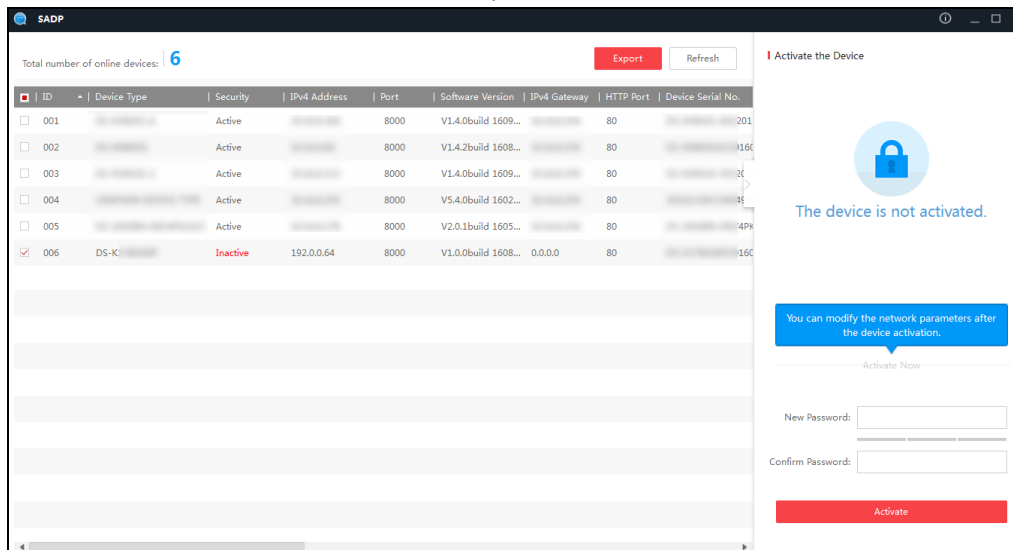 SADP
Total number of online devices: 6
Export
Refresh
ID Device Type Security IPv4 Address Port Software Version IPv4 Gateway HTTP Port Device Serial No.
001 Active 8000 V1.4.0build 1609... 80 201
002 Active 8000 V1.4.2build 1608... 80 160
003 Active 8000 V1.4.0build 1609... 80
004 Active 8000 V5.4.0build 1602... 80
005 Active 8000 V2.0.1build 1605... 80 4PK
006 DS-K Inactive 192.0.0.64 8000 V1.0.0build 1608... 0.0.0.0 80 160
Activate the Device
The device is not activated.
You can modify the network parameters after
the device activation.
Activate Now
New Password:
Confirm Password:
Activate